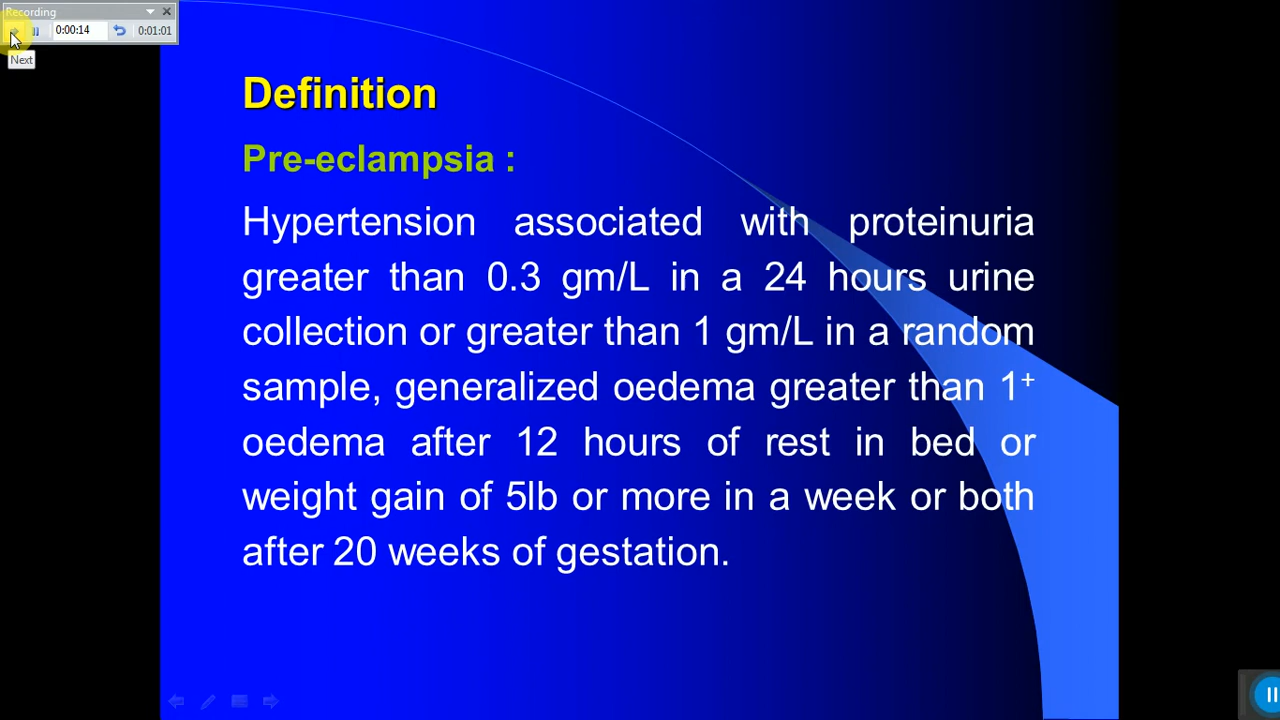 Recording
0:00:14
0:01:01
Next
Definition
Pre-eclampsia :
Hypertension associated with proteinuria
greater than 0.3 gm/L in a 24 hours urine
collection or greater than 1 gm/L in a random
sample, generalized oedema greater than 1⁺
oedema after 12 hours of rest in bed or
weight gain of 5lb or more in a week or both
after 20 weeks of gestation.